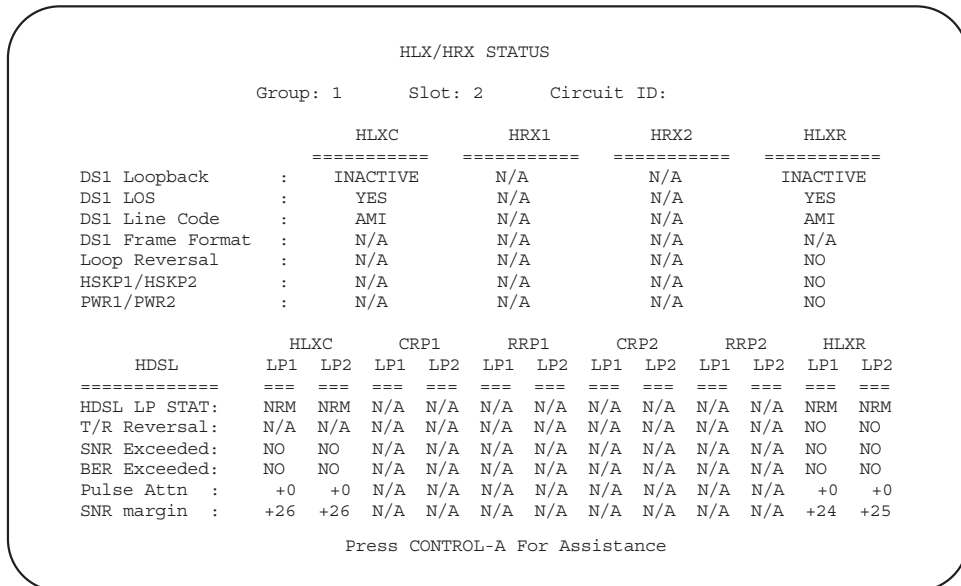 HLX/HRX STATUS
Group: 1 Slot: 2 Circuit ID:
HLXC HRX1 HRX2 HLXR
=========== =========== =========== ===========
DS1 Loopback : INACTIVE N/A N/A INACTIVE
DS1 LOS : YES N/A N/A YES
DS1 Line Code : AMI N/A N/A AMI
DS1 Frame Format : N/A N/A N/A N/A
Loop Reversal : N/A N/A N/A NO
HSKP1/HSKP2 : N/A N/A N/A NO
PWR1/PWR2 : N/A N/A N/A NO
HLXC CRP1 RRP1 CRP2 RRP2 HLXR
HDSL LP1 LP2 LP1 LP2 LP1 LP2 LP1 LP2 LP1 LP2 LP1 LP2
============= === === === === === === === === === === === ===
HDSL LP STAT: NRM NRM N/A N/A N/A N/A N/A N/A N/A N/A NRM NRM
T/R Reversal: N/A N/A N/A N/A N/A N/A N/A N/A N/A N/A NO NO
SNR Exceeded: NO NO N/A N/A N/A N/A N/A N/A N/A N/A NO NO
BER Exceeded: NO NO N/A N/A N/A N/A N/A N/A N/A N/A NO NO
Pulse Attn : +0 +0 N/A N/A N/A N/A N/A N/A N/A N/A +0 +0
SNR margin : +26 +26 N/A N/A N/A N/A N/A N/A N/A N/A +24 +25
Press CONTROL-A For Assistance